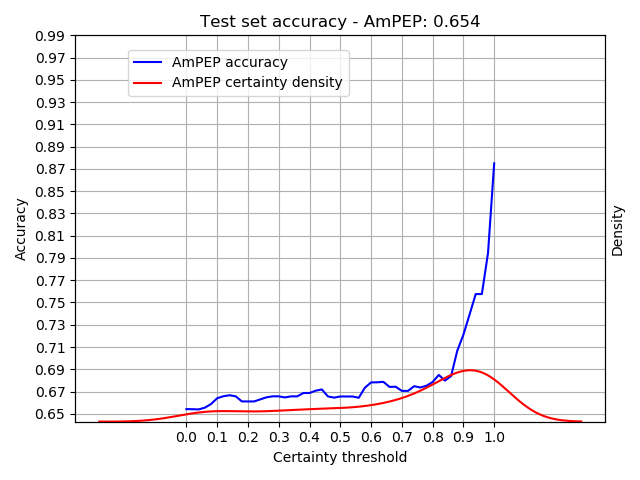 Test set accuracy - AmPEP: 0.654
AmPEP accuracy
AmPEP certainty density
0.99
0.97
0.95
0.93
0.91
0.89
0.87
0.85
0.83
0.81
0.79
0.77
0.75
0.73
0.71
0.69
0.67
0.65
Accuracy
Density
0.0 0.1 0.2 0.3 0.4 0.5 0.6 0.7 0.8 0.9 1.0
Certainty threshold